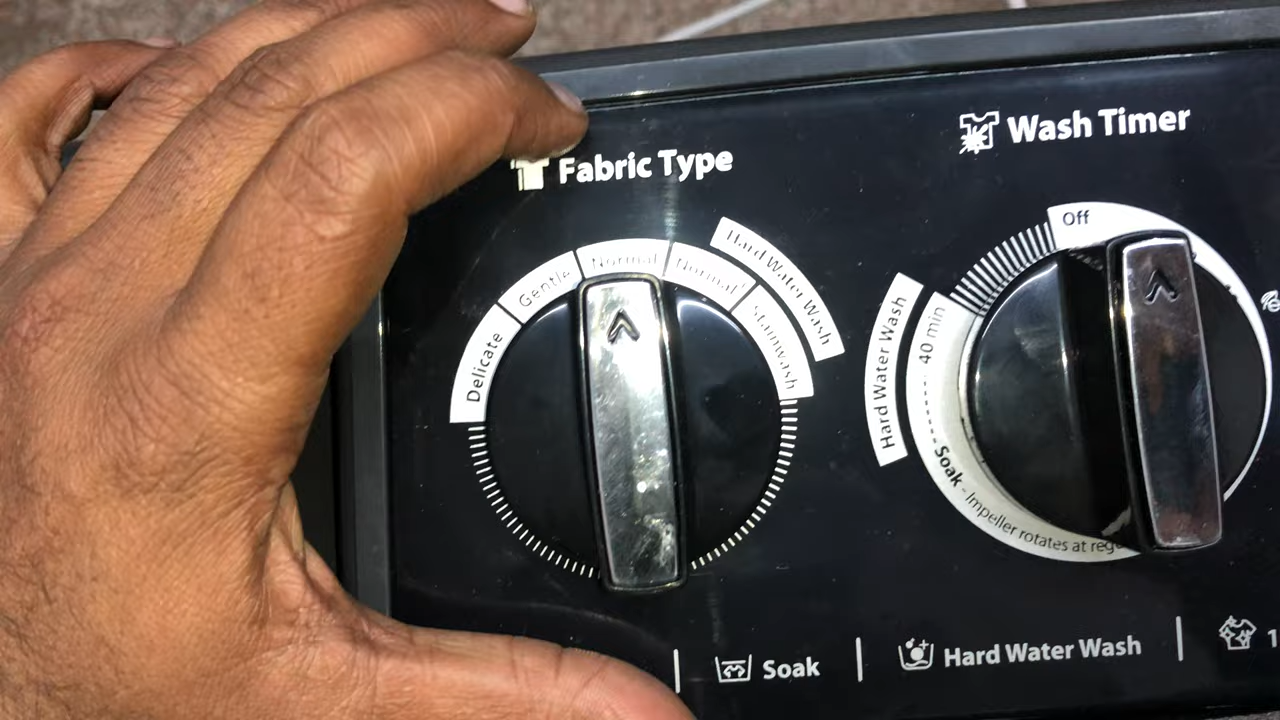 Wash Timer
Fabric Type
Hard Water Wash
Delicate
Gentle
Normal
Normal
Stainwash
Off
Hard Water Wash
40 min
Soak - Impeller rotates at
Soak
Hard Water Wash